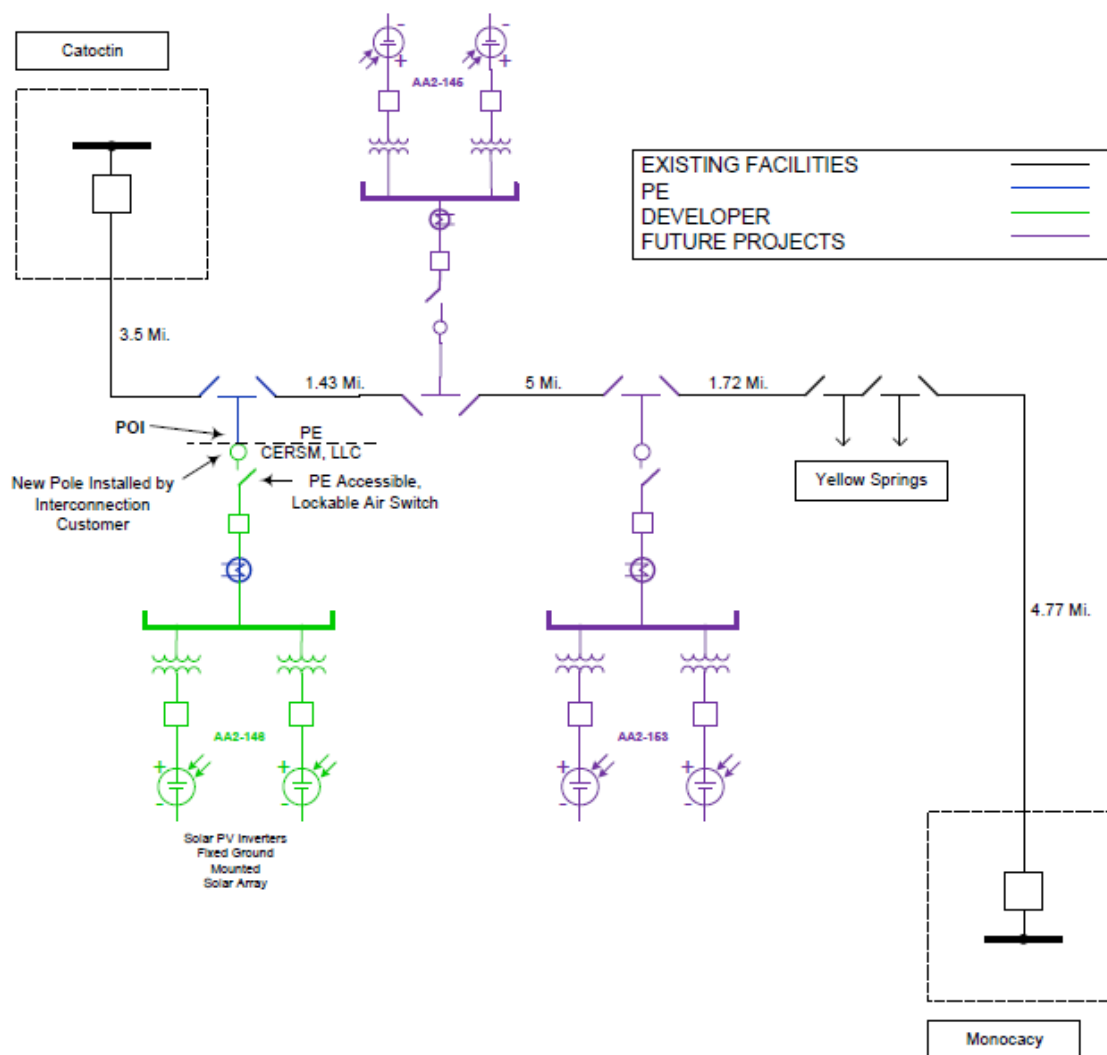 Catoctin
AA2-145
EXISTING FACILITIES
PE
DEVELOPER
FUTURE PROJECTS
3.5 Mi.
1.43 Mi.
5 Mi.
1.72 Mi.
POI
PE
CERSM, LLC
New Pole Installed by
Interconnection
Customer
PE Accessible,
Lockable Air Switch
Yellow Springs
4.77 Mi.
AA2-146
AA2-153
Solar PV Inverters
Fixed Ground
Mounted
Solar Array
Monocacy